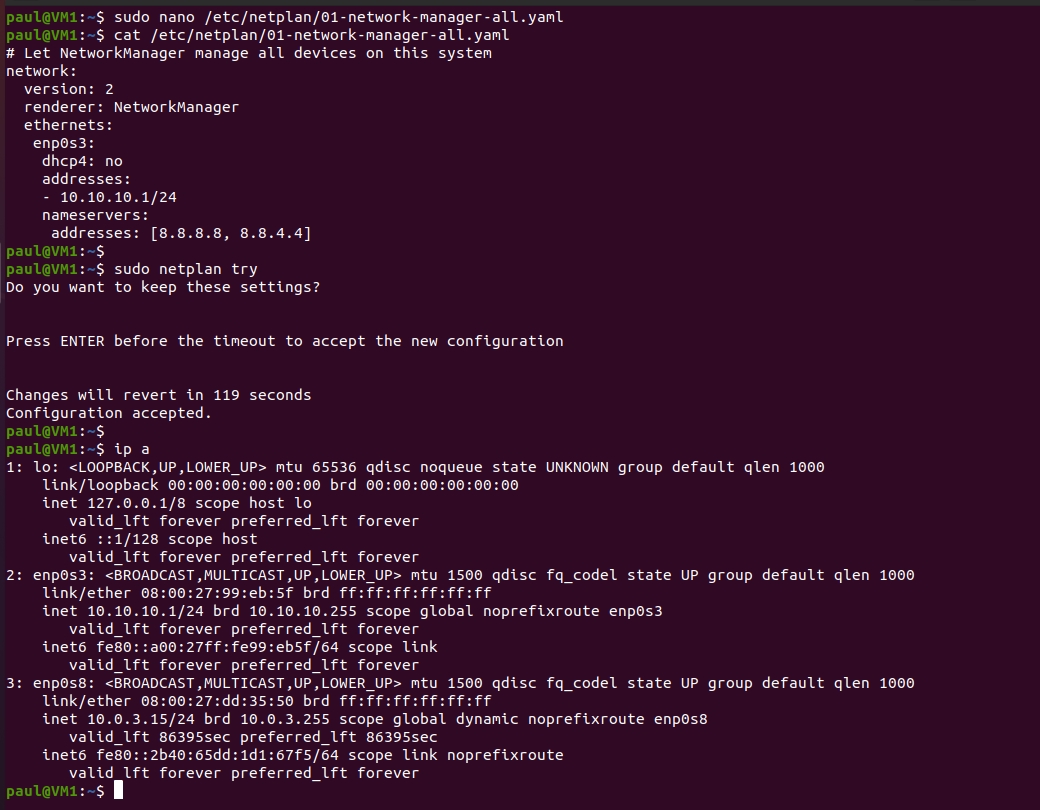 paul@VM1:~$ sudo nano /etc/netplan/01-network-manager-all.yaml
paul@VM1:~$ cat /etc/netplan/01-network-manager-all.yaml
# Let NetworkManager manage all devices on this system
network:
  version: 2
  renderer: NetworkManager
  ethernets:
   enp0s3:
    dhcp4: no
    addresses:
    - 10.10.10.1/24
    nameservers:
     addresses: [8.8.8.8, 8.8.4.4]
paul@VM1:~$
paul@VM1:~$ sudo netplan try
Do you want to keep these settings?
Press ENTER before the timeout to accept the new configuration
Changes will revert in 119 seconds
Configuration accepted.
paul@VM1:~$
paul@VM1:~$ ip a
1: lo: <LOOPBACK,UP,LOWER_UP> mtu 65536 qdisc noqueue state UNKNOWN group default qlen 1000
    link/loopback 00:00:00:00:00:00 brd 00:00:00:00:00:00
    inet 127.0.0.1/8 scope host lo
       valid_lft forever preferred_lft forever
    inet6 ::1/128 scope host
       valid_lft forever preferred_lft forever
2: enp0s3: <BROADCAST,MULTICAST,UP,LOWER_UP> mtu 1500 qdisc fq_codel state UP group default qlen 1000
    link/ether 08:00:27:99:eb:5f brd ff:ff:ff:ff:ff:ff
    inet 10.10.10.1/24 brd 10.10.10.255 scope global noprefixroute enp0s3
       valid_lft forever preferred_lft forever
    inet6 fe80::a00:27ff:fe99:eb5f/64 scope link
       valid_lft forever preferred_lft forever
3: enp0s8: <BROADCAST,MULTICAST,UP,LOWER_UP> mtu 1500 qdisc fq_codel state UP group default qlen 1000
    link/ether 08:00:27:dd:35:50 brd ff:ff:ff:ff:ff:ff
    inet 10.0.3.15/24 brd 10.0.3.255 scope global dynamic noprefixroute enp0s8
       valid_lft 86395sec preferred_lft 86395sec
    inet6 fe80::2b40:65dd:1d1:67f5/64 scope link noprefixroute
       valid_lft forever preferred_lft forever
paul@VM1:~$